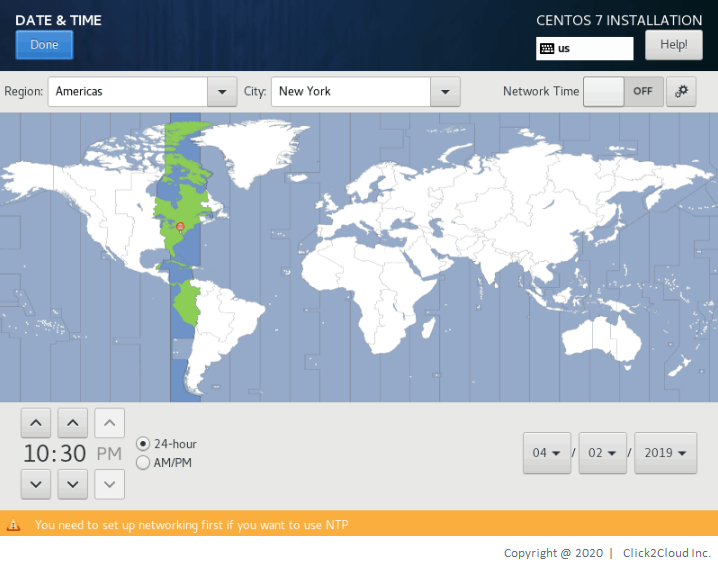 DATE & TIME
CENTOS 7 INSTALLATION
Done
us
Help!
Region: Americas City: New York Network Time OFF
10:30 PM
24-hour
AM/PM
04 / 02 / 2019
You need to set up networking first if you want to use NTP
Copyright @ 2020 | Click2Cloud Inc.